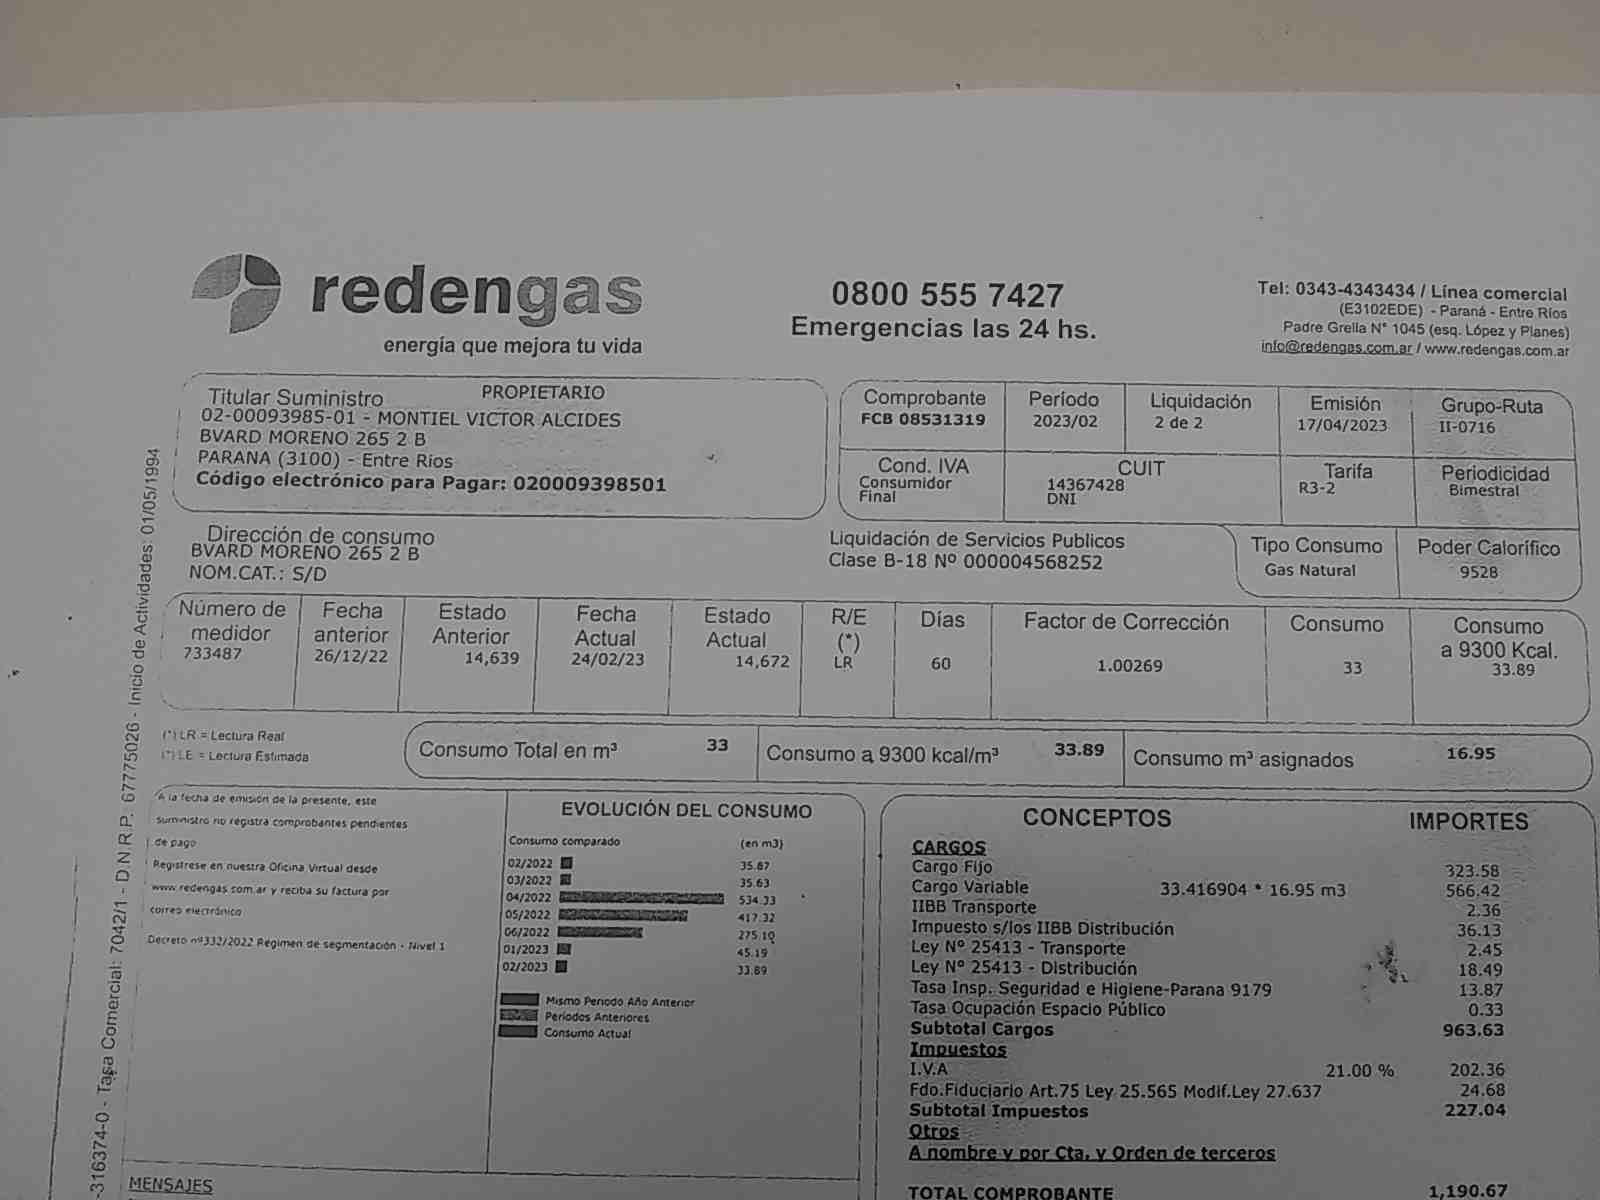 redengas
energía que mejora tu vida
0800 555 7427
Emergencias las 24 hs.
Tel: 0343-4343434 / Línea comercial
(E3102EDE) - Paraná - Entre Ríos
Padre Grella N° 1045 (esq. López y Planes)
info@redengas.com.ar / www.redengas.com.ar
Titular Suministro PROPIETARIO
02-00093985-01 - MONTIEL VICTOR ALCIDES
BVARD MORENO 265 2 B
PARANA (3100) - Entre Ríos
Código electrónico para Pagar: 020009398501
Comprobante Período Liquidación Emisión Grupo-Ruta
FCB 08531319 2023/02 2 de 2 17/04/2023 II-0716
Cond. IVA CUIT Tarifa Periodicidad
Consumidor 14367428 R3-2 Bimestral
Final DNI
Dirección de consumo
BVARD MORENO 265 2 B
NOM.CAT.: S/D
Liquidación de Servicios Publicos
Clase B-18 Nº 000004568252
Tipo Consumo Poder Calorífico
Gas Natural 9528
Número de Fecha Estado Fecha Estado R/E Días Factor de Corrección Consumo Consumo
medidor anterior Anterior Actual Actual (*) a 9300 Kcal.
733487 26/12/22 14,639 24/02/23 14,672 LR 60 1.00269 33 33.89
(*) LR = Lectura Real
(*) LE = Lectura Estimada
Consumo Total en m³ 33 Consumo a 9300 kcal/m³ 33.89 Consumo m³ asignados 16.95
A la fecha de emisión de la presente, este
suministro no registra comprobantes pendientes
de pago
Registrese en nuestra Oficina Virtual desde
www.redengas.com.ar y reciba su factura por
correo electrónico
Decreto nº332/2022 Régimen de segmentación - Nivel 1
EVOLUCIÓN DEL CONSUMO
Consumo comparado (en m3)
02/2022 35.87
03/2022 35.63
04/2022 534.33
05/2022 417.32
06/2022 275.10
01/2023 45.19
02/2023 33.89
Mismo Periodo Año Anterior
Períodos Anteriores
Consumo Actual
CONCEPTOS IMPORTES
CARGOS
Cargo Fijo 323.58
Cargo Variable 33.416904 * 16.95 m3 566.42
IIBB Transporte 2.36
Impuesto s/los IIBB Distribución 36.13
Ley Nº 25413 - Transporte 2.45
Ley Nº 25413 - Distribución 18.49
Tasa Insp. Seguridad e Higiene-Parana 9179 13.87
Tasa Ocupación Espacio Público 0.33
Subtotal Cargos 963.63
Impuestos
I.V.A 21.00 % 202.36
Fdo.Fiduciario Art.75 Ley 25.565 Modif.Ley 27.637 24.68
Subtotal Impuestos 227.04
Otros
A nombre y por Cta. y Orden de terceros
TOTAL COMPROBANTE 1,190.67
MENSAJES
-316374-0 - Tasa Comercial: 7042/1 - D.N.R.P.: 67775026 - Inicio de Actividades: 01/05/1994